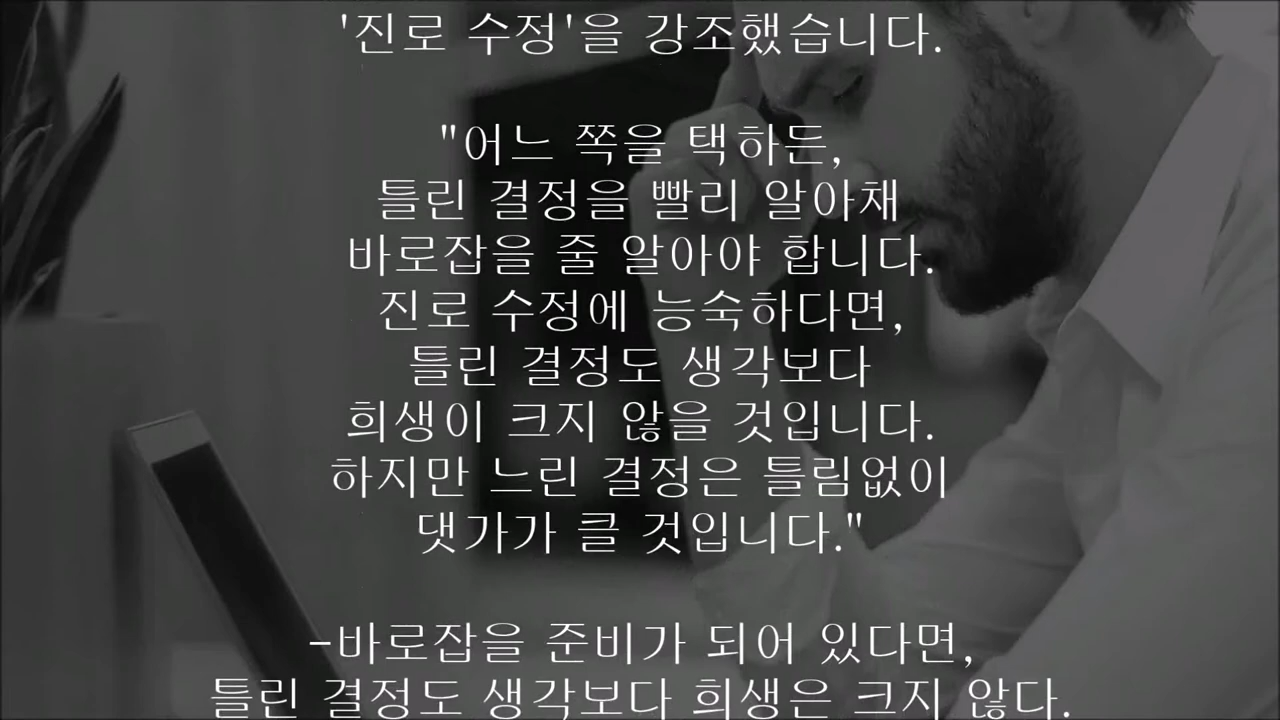 '진로 수정'을 강조했습니다.
"어느 쪽을 택하든,
틀린 결정을 빨리 알아채
바로잡을 줄 알아야 합니다.
진로 수정에 능숙하다면,
틀린 결정도 생각보다
희생이 크지 않을 것입니다.
하지만 느린 결정은 틀림없이
댓가가 클 것입니다."
-바로잡을 준비가 되어 있다면,
틀린 결정도 생각보다 희생은 크지 않다.